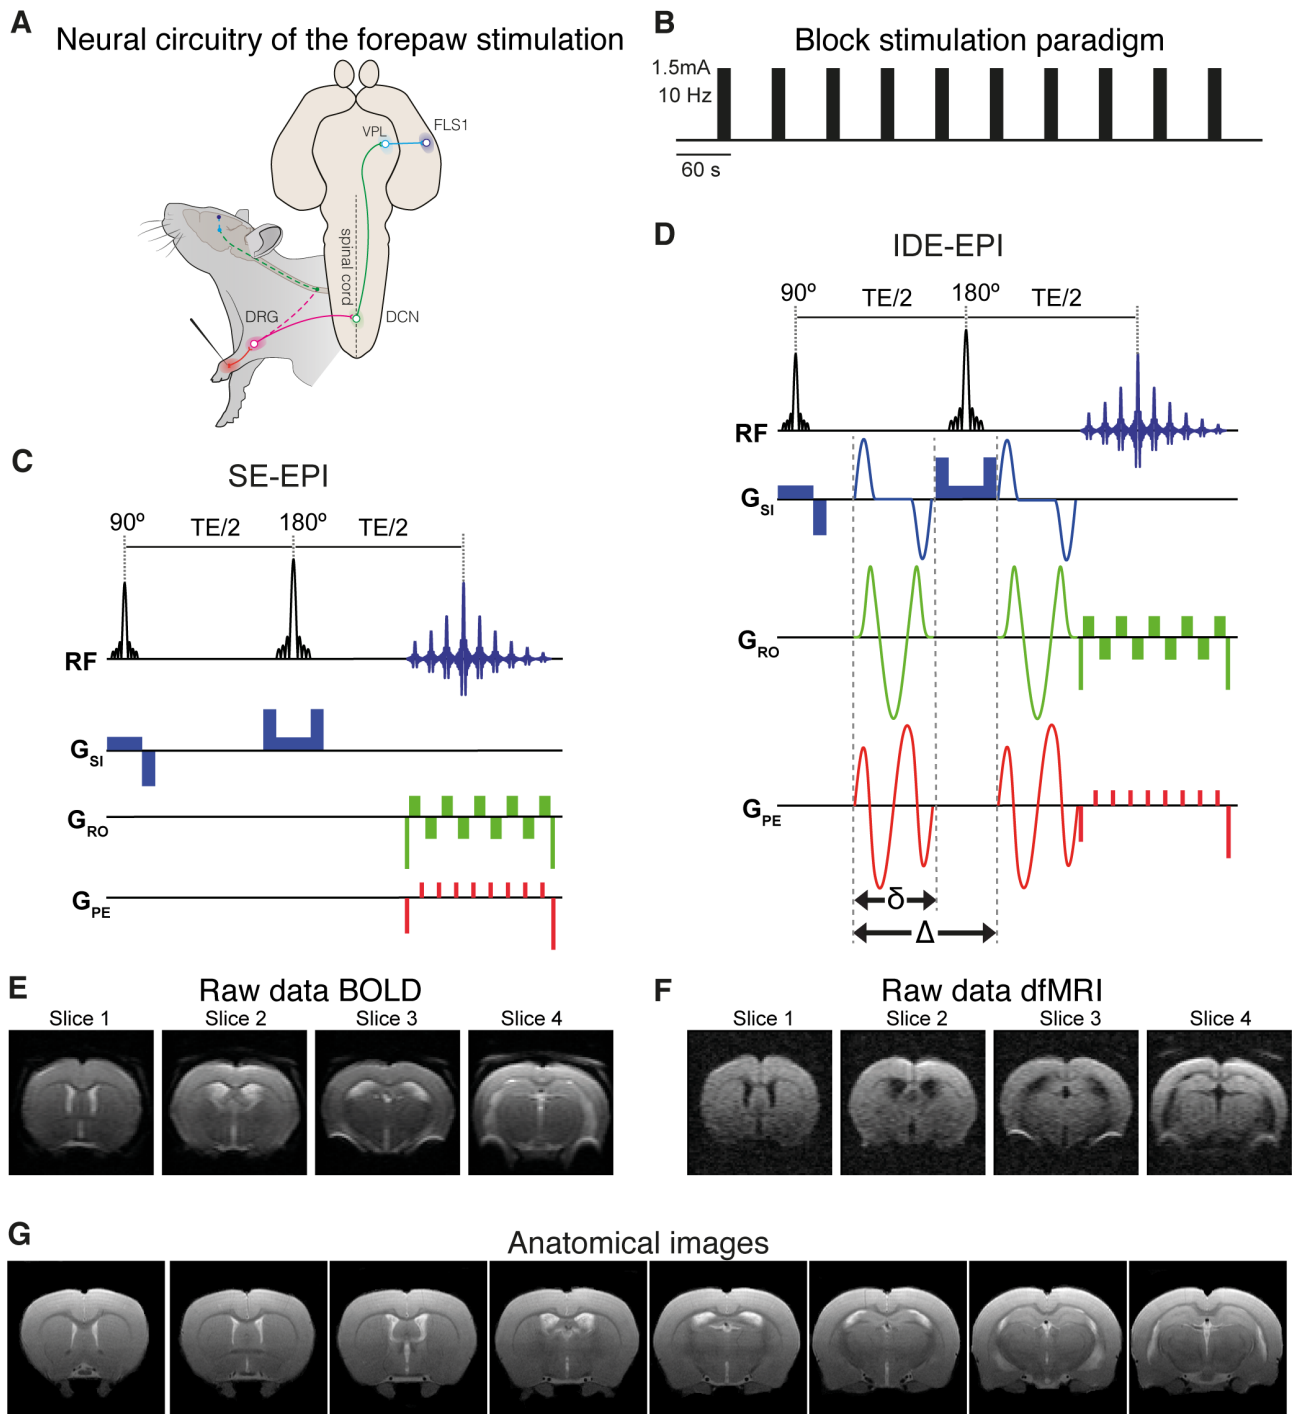 A
Neural circuitry of the forepaw stimulation
VPL
FLS1
spinal cord
DRG
DCN
B
Block stimulation paradigm
1.5mA
10 Hz
60 s
C
SE-EPI
90º TE/2 180º TE/2
RF
GSI
GRO
GPE
D
IDE-EPI
90º TE/2 180º TE/2
RF
GSI
GRO
GPE
δ
Δ
E
Raw data BOLD
Slice 1 Slice 2 Slice 3 Slice 4
F
Raw data dfMRI
Slice 1 Slice 2 Slice 3 Slice 4
G
Anatomical images